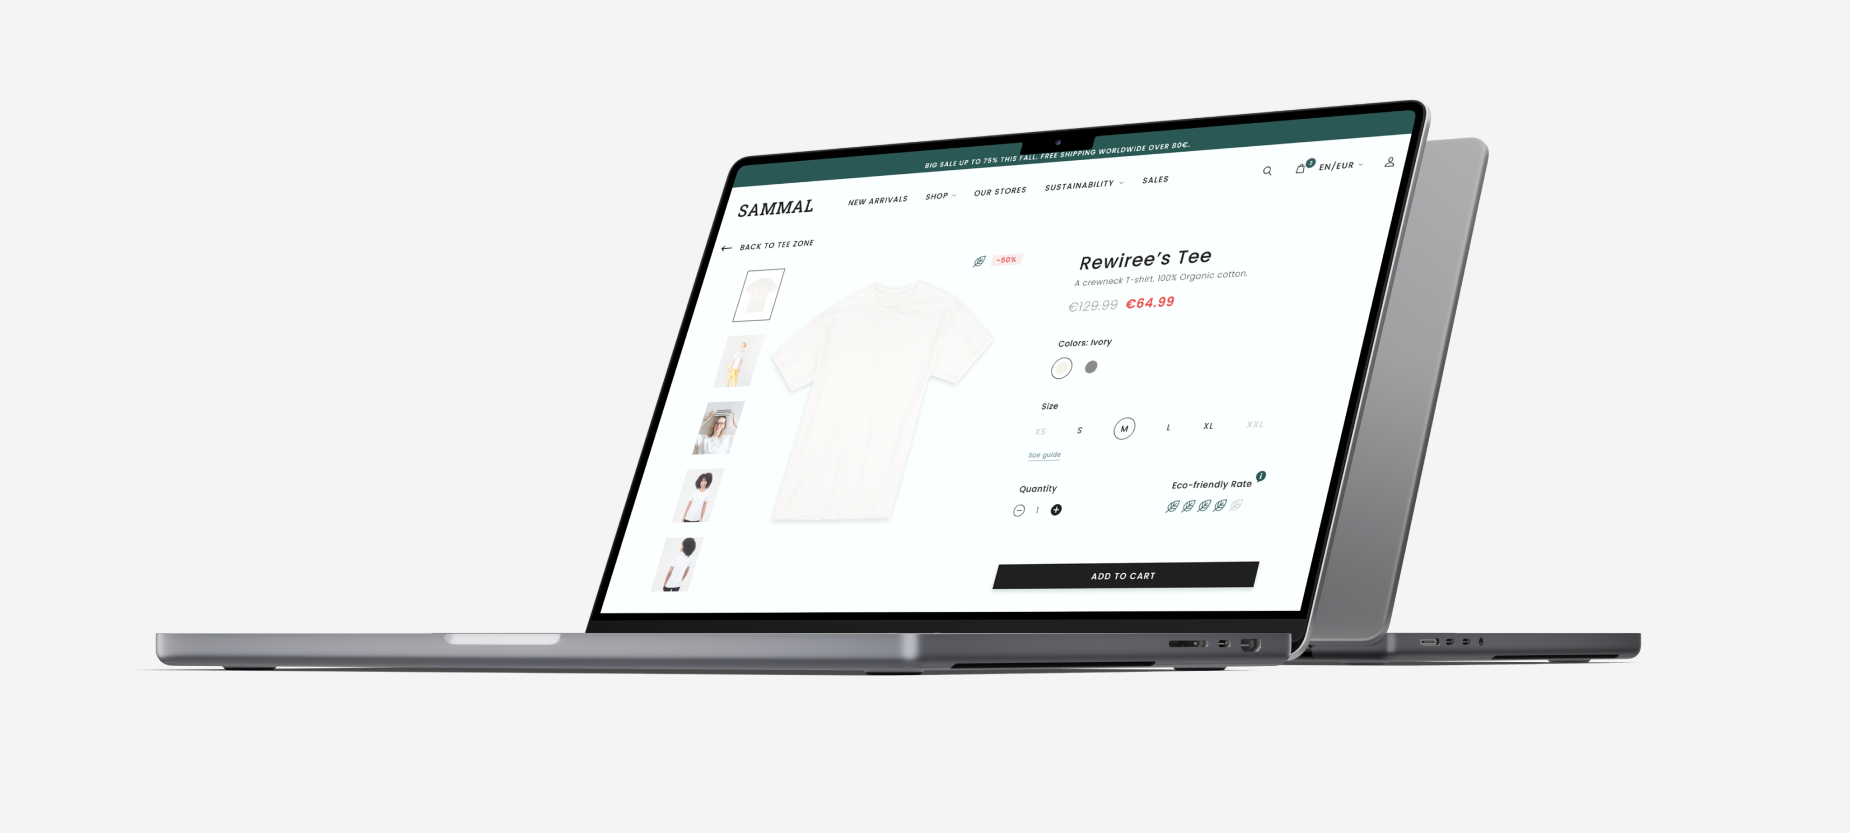 BIG SALE UP TO 75% THIS FALL. FREE SHIPPING WORLDWIDE OVER 80€.
SAMMAL
NEW ARRIVALS
SHOP
OUR STORES
SUSTAINABILITY
SALES
EN/EUR
BACK TO TEE ZONE
-50%
Rewiree’s Tee
A crewneck T-shirt. 100% Organic cotton.
€129.99 €64.99
Colors: Ivory
Size
XS S M L XL XXL
Size guide
Quantity
1
Eco-friendly Rate
i
ADD TO CART